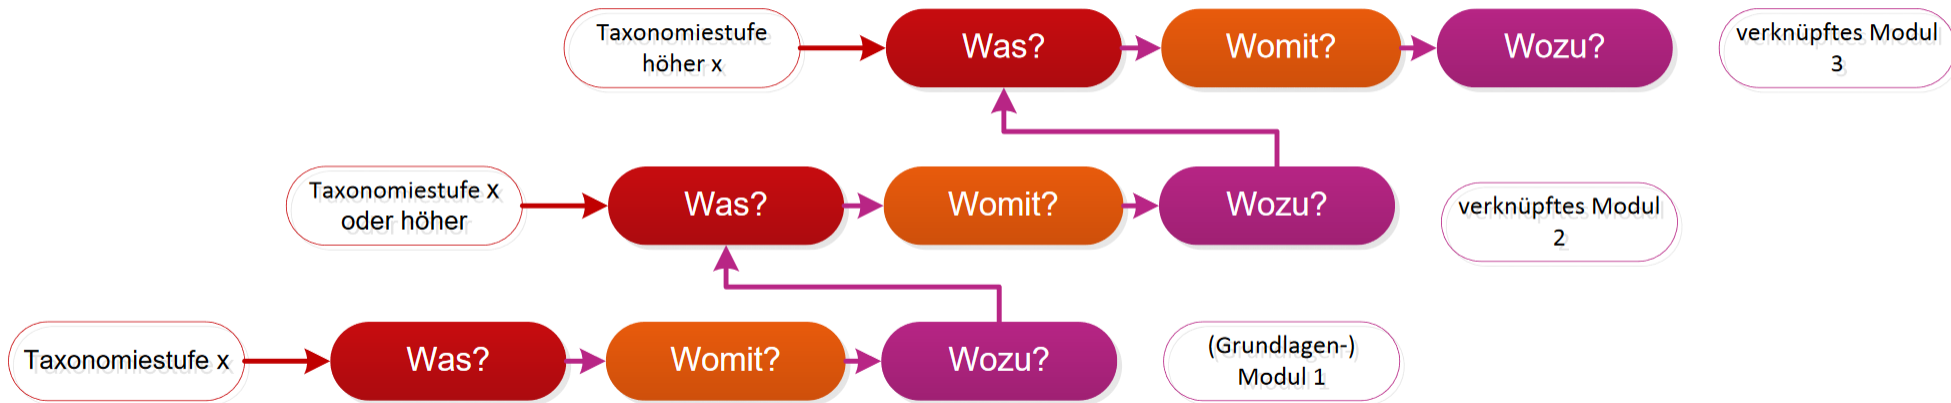 Taxonomiestufe
höher x
Was?
Womit?
Wozu?
verknüpftes Modul
3
Taxonomiestufe x
oder höher
Was?
Womit?
Wozu?
verknüpftes Modul
2
Taxonomiestufe x
Was?
Womit?
Wozu?
(Grundlagen-)
Modul 1